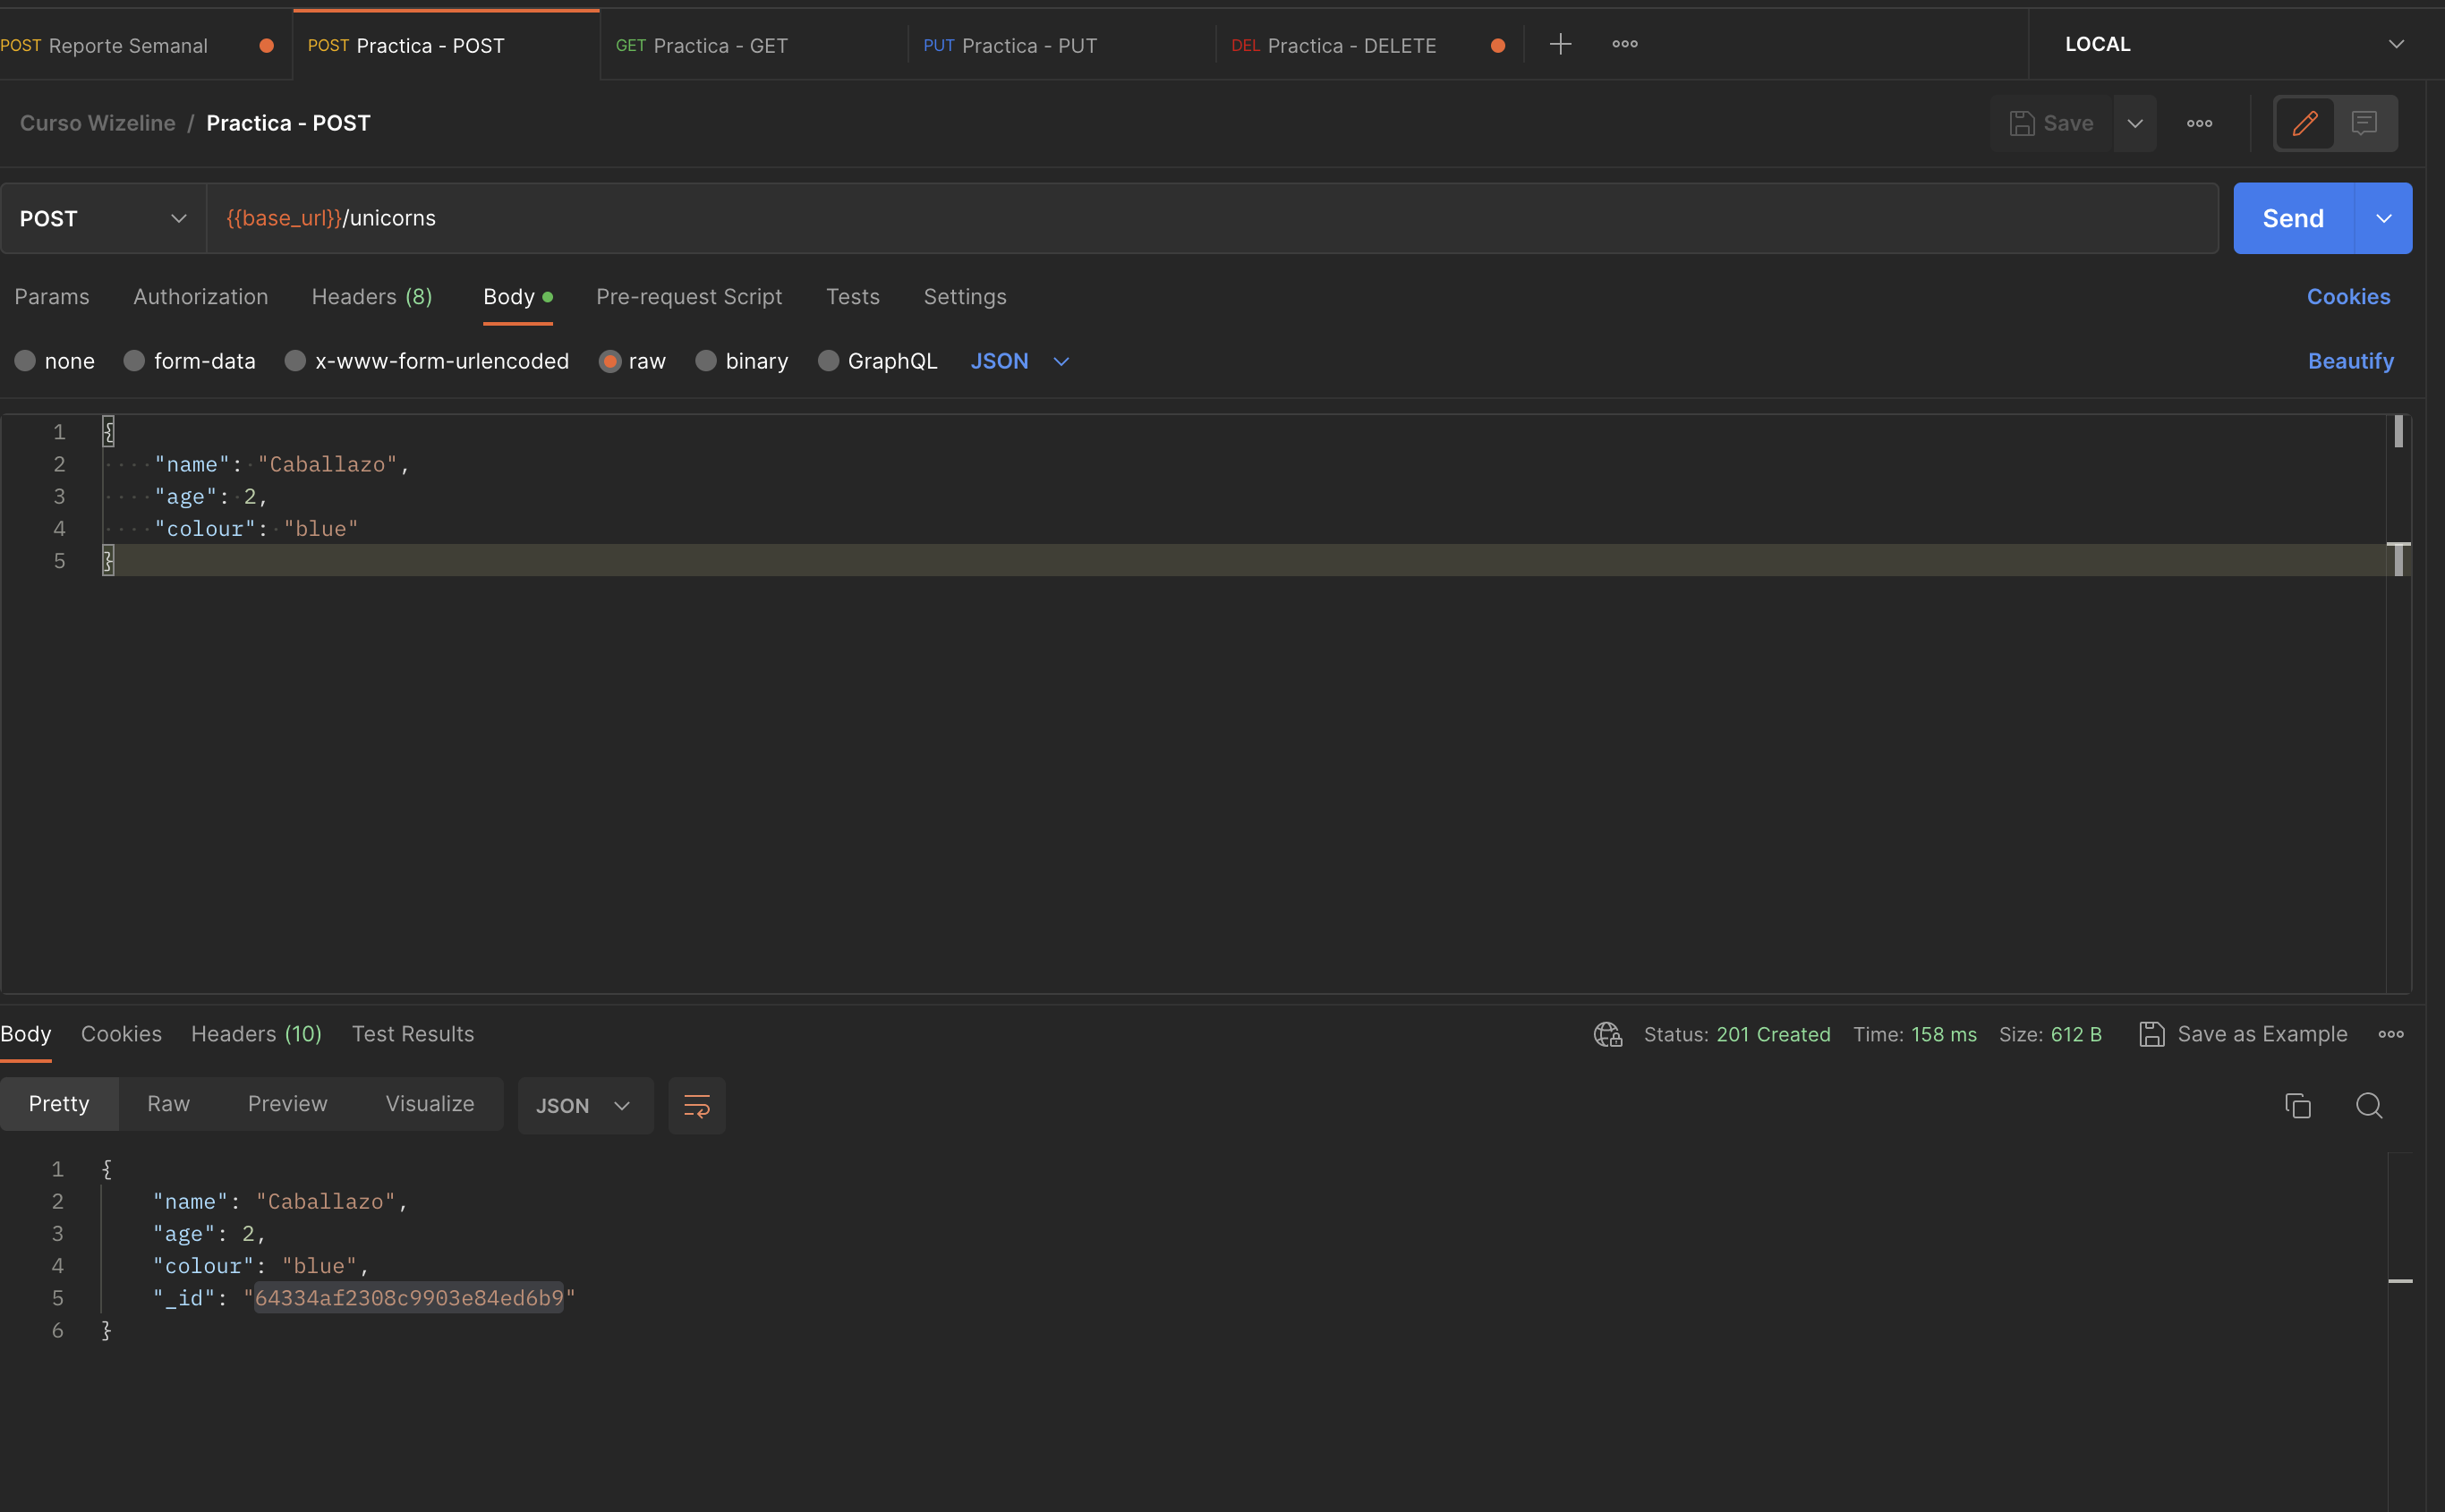 POST Reporte Semanal POST Practica - POST GET Practica - GET PUT Practica - PUT DEL Practica - DELETE LOCAL
Curso Wizeline / Practica - POST Save
POST {{base_url}}/unicorns Send
Params Authorization Headers (8) Body Pre-request Script Tests Settings Cookies
none form-data x-www-form-urlencoded raw binary GraphQL JSON Beautify
1 {
2 "name": "Caballazo",
3 "age": 2,
4 "colour": "blue"
5 }
Body Cookies Headers (10) Test Results Status: 201 Created Time: 158 ms Size: 612 B Save as Example
Pretty Raw Preview Visualize JSON
1 {
2 "name": "Caballazo",
3 "age": 2,
4 "colour": "blue",
5 "_id": "64334af2308c9903e84ed6b9"
6 }